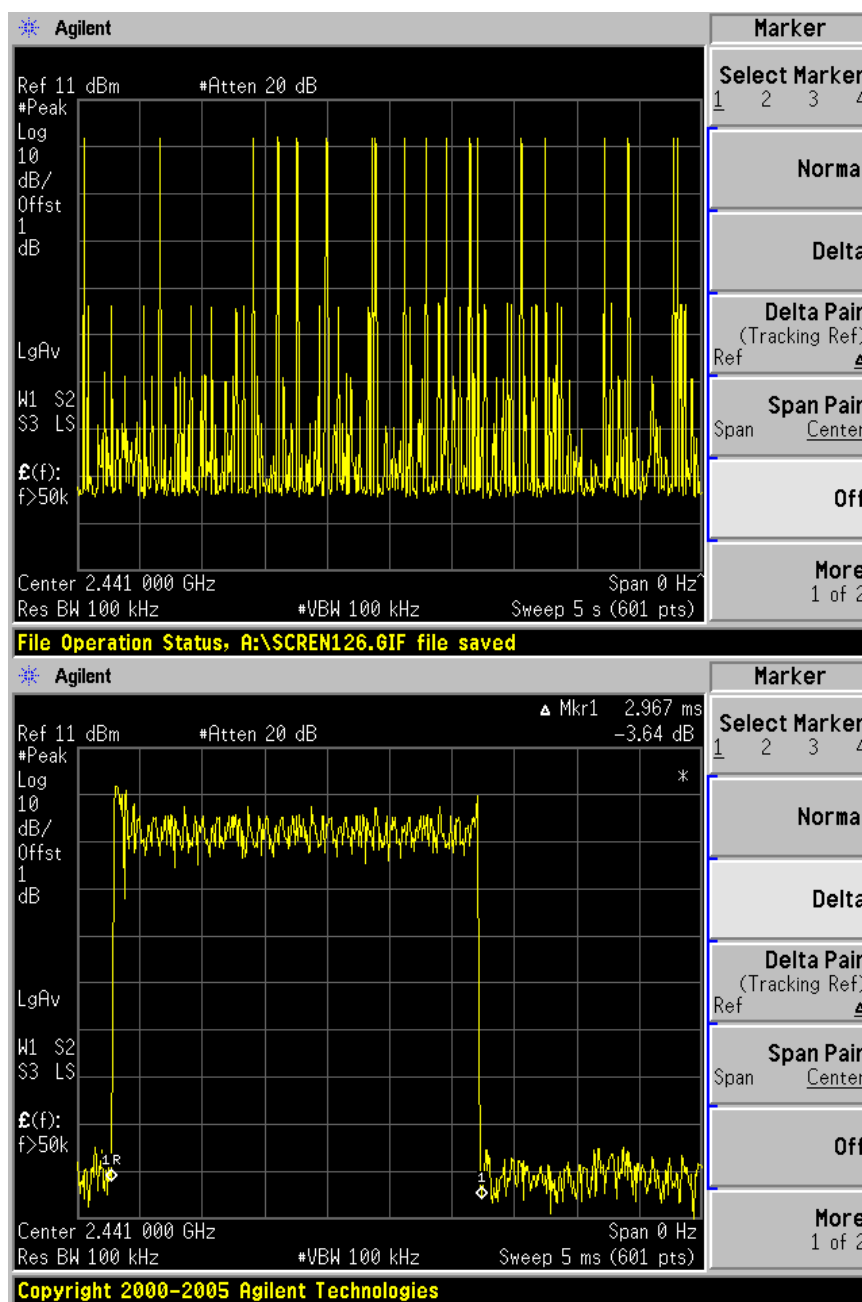 Agilent
Marker
Ref 11 dBm #Atten 20 dB
#Peak
Log
10
dB/
Offst
1
dB
LgAv
W1 S2
S3 LS
£(f):
f>50k
Center 2.441 000 GHz Span 0 Hz^
Res BW 100 kHz #VBW 100 kHz Sweep 5 s (601 pts)
File Operation Status, A:\SCREN126.GIF file saved
Select Marker
1 2 3 4
Norma
Delta
Delta Pair
(Tracking Ref)
Ref Δ
Span Pair
Span Center
Off
More
1 of 2
Agilent
Marker
Δ Mkr1 2.967 ms
Ref 11 dBm #Atten 20 dB -3.64 dB
#Peak
Log
10
dB/
Offst
1
dB
LgAv
W1 S2
S3 LS
£(f):
f>50k
*
1R
1
Center 2.441 000 GHz Span 0 Hz
Res BW 100 kHz #VBW 100 kHz Sweep 5 ms (601 pts)
Copyright 2000-2005 Agilent Technologies
Select Marker
1 2 3 4
Norma
Delta
Delta Pair
(Tracking Ref)
Ref Δ
Span Pair
Span Center
Off
More
1 of 2